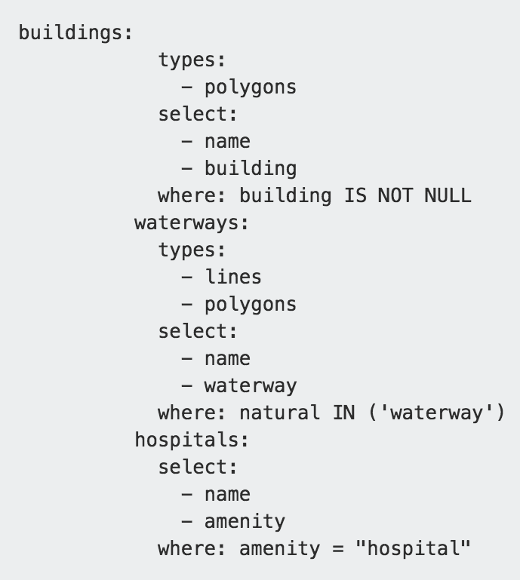 buildings:
            types:
              - polygons
            select:
              - name
              - building
            where: building IS NOT NULL
          waterways:
            types:
              - lines
              - polygons
            select:
              - name
              - waterway
            where: natural IN ('waterway')
          hospitals:
            select:
              - name
              - amenity
            where: amenity = "hospital"